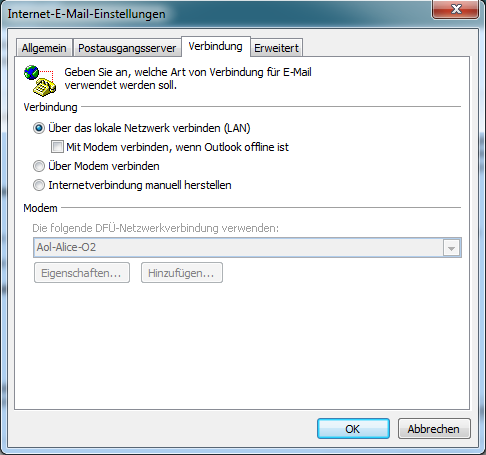 Internet-E-Mail-Einstellungen
Allgemein Postausgangsserver Verbindung Erweitert
Geben Sie an, welche Art von Verbindung für E-Mail
verwendet werden soll.
Verbindung
Über das lokale Netzwerk verbinden (LAN)
Mit Modem verbinden, wenn Outlook offline ist
Über Modem verbinden
Internetverbindung manuell herstellen
Modem
Die folgende DFÜ-Netzwerkverbindung verwenden:
Aol-Alice-O2
Eigenschaften... Hinzufügen...
OK Abbrechen